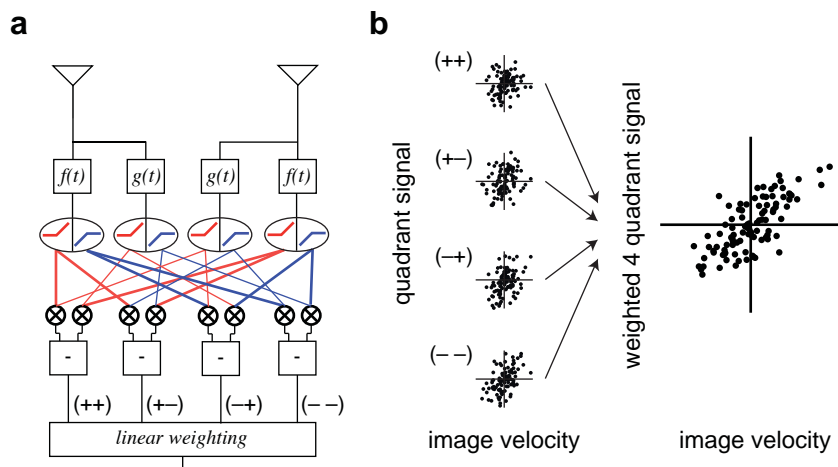 a
f(t) g(t) g(t) f(t)
- - - -
(++) (+−) (−+) (− −)
linear weighting
b
quadrant signal
(++)
(+−)
(−+)
(− −)
image velocity
weighted 4 quadrant signal
image velocity